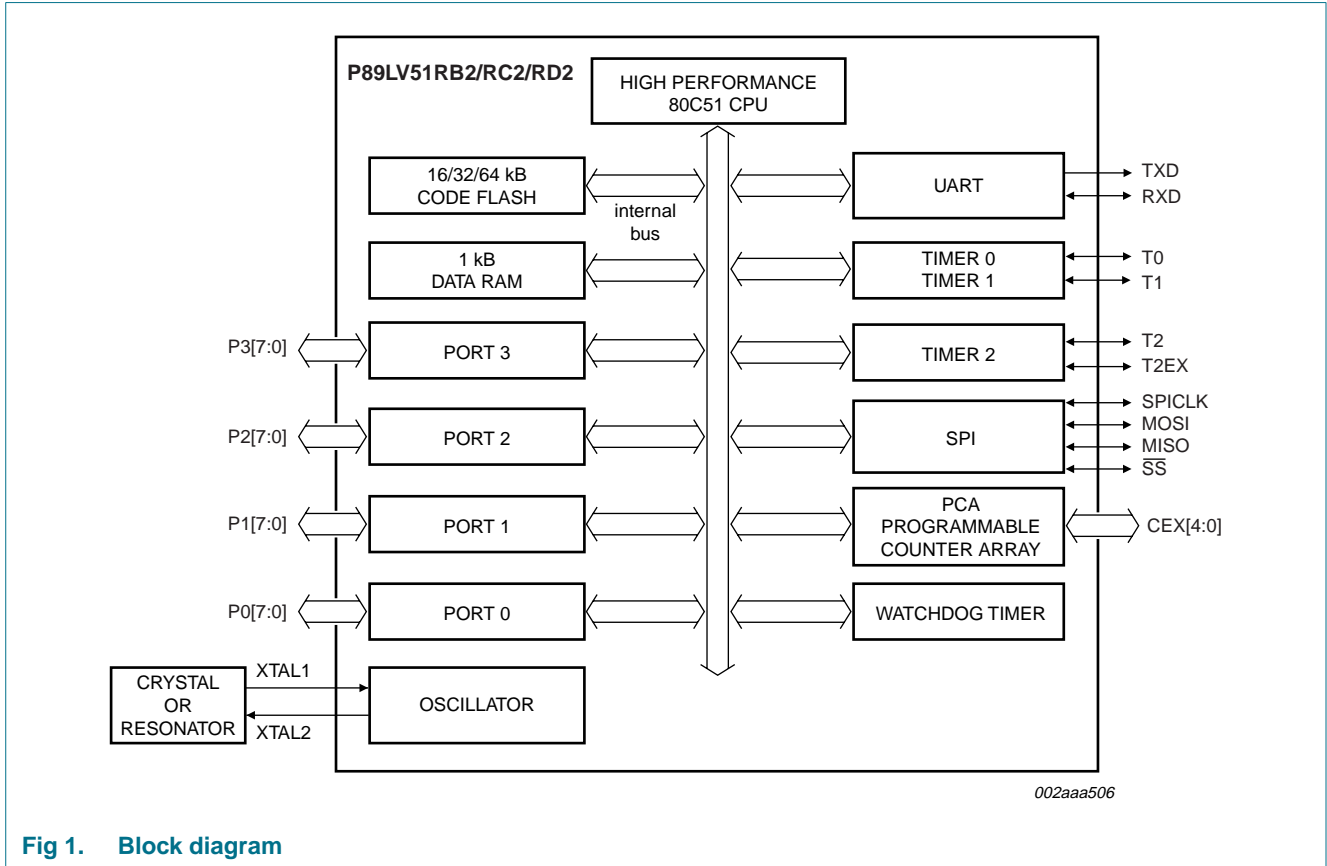 P89LV51RB2/RC2/RD2
HIGH PERFORMANCE
80C51 CPU
16/32/64 kB
CODE FLASH
internal
bus
UART
TXD
RXD
1 kB
DATA RAM
TIMER 0
TIMER 1
T0
T1
P3[7:0]
PORT 3
TIMER 2
T2
T2EX
P2[7:0]
PORT 2
SPI
SPICLK
MOSI
MISO
S̅S̅
P1[7:0]
PORT 1
PCA
PROGRAMMABLE
COUNTER ARRAY
CEX[4:0]
P0[7:0]
PORT 0
WATCHDOG TIMER
CRYSTAL
OR
RESONATOR
XTAL1
XTAL2
OSCILLATOR
002aaa506
Fig 1. Block diagram